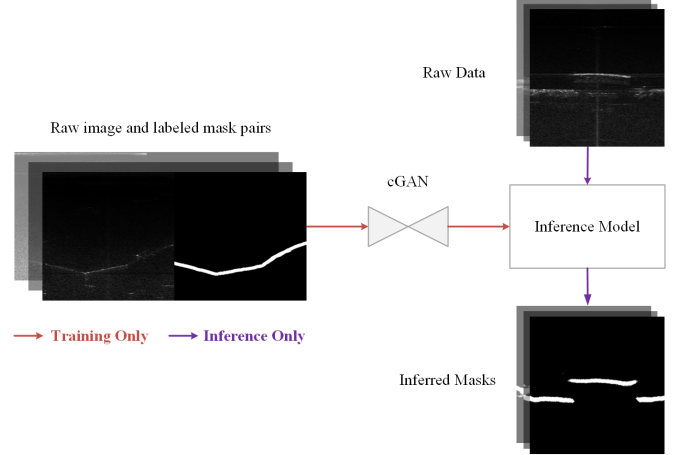 Raw Data
Raw image and labeled mask pairs
cGAN
Inference Model
Training Only
Inference Only
Inferred Masks